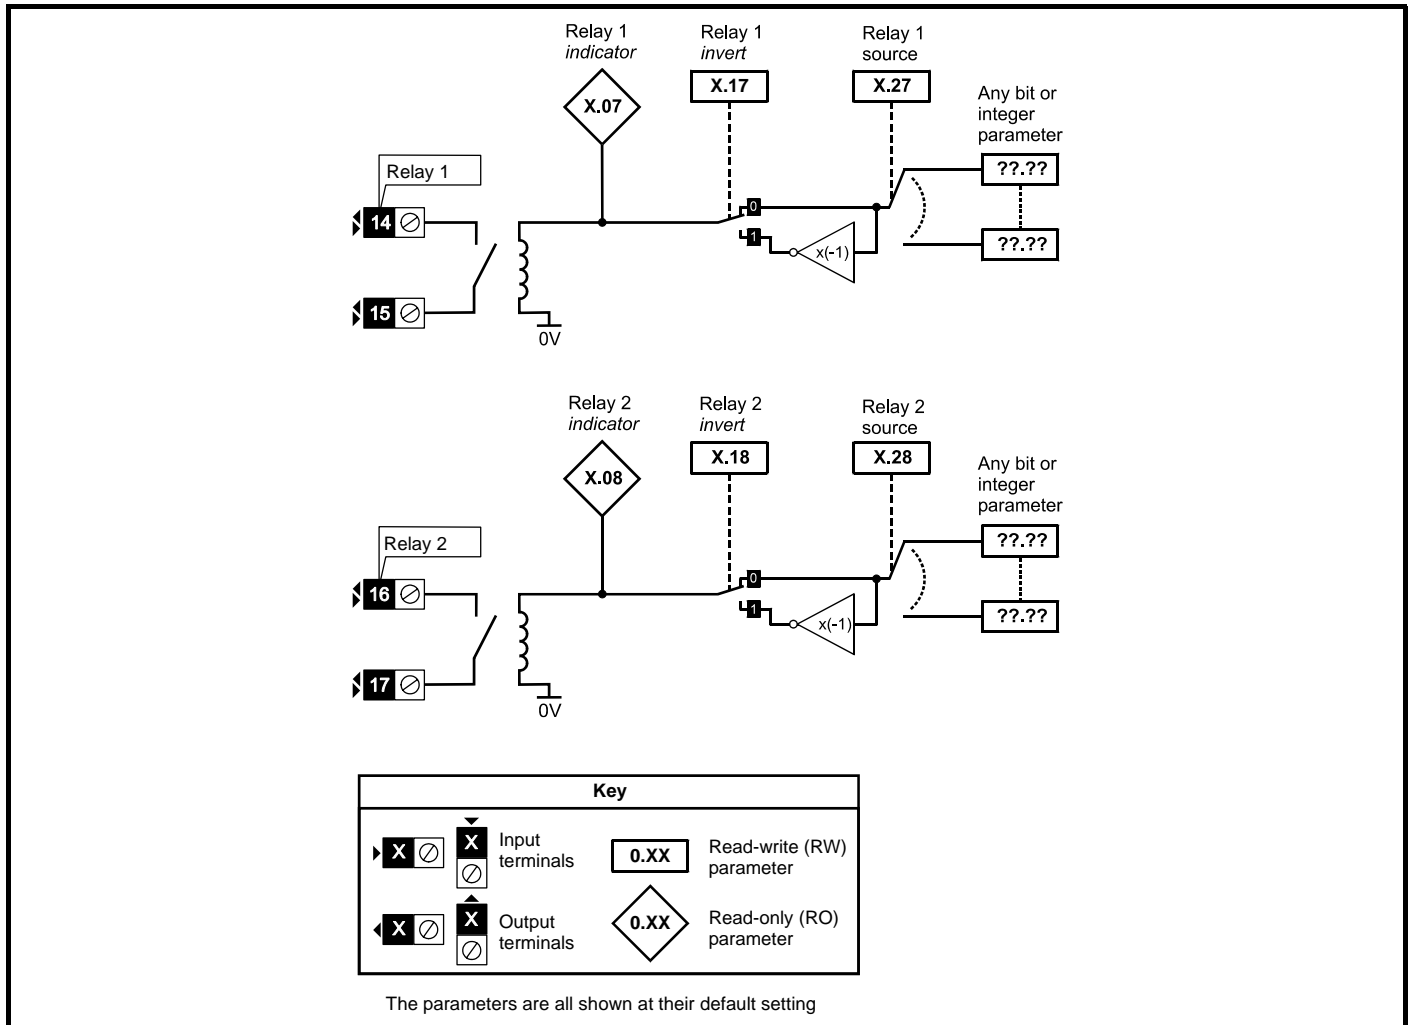 Relay 1
indicator
Relay 1
invert
Relay 1
source
X.07
X.17
X.27
Any bit or
integer
parameter
??.??
??.??
Relay 1
14
15
0
1
x(-1)
0V
Relay 2
indicator
Relay 2
invert
Relay 2
source
X.08
X.18
X.28
Any bit or
integer
parameter
??.??
??.??
Relay 2
16
17
0
1
x(-1)
0V
Key
X
X
Input
terminals
0.XX
Read-write (RW)
parameter
X
X
Output
terminals
0.XX
Read-only (RO)
parameter
The parameters are all shown at their default setting